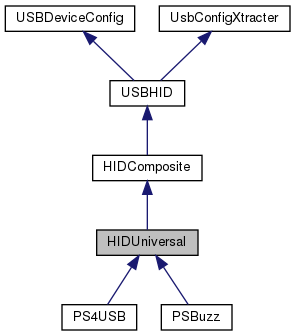 USBDeviceConfig
UsbConfigXtracter
USBHID
HIDComposite
HIDUniversal
PS4USB
PSBuzz